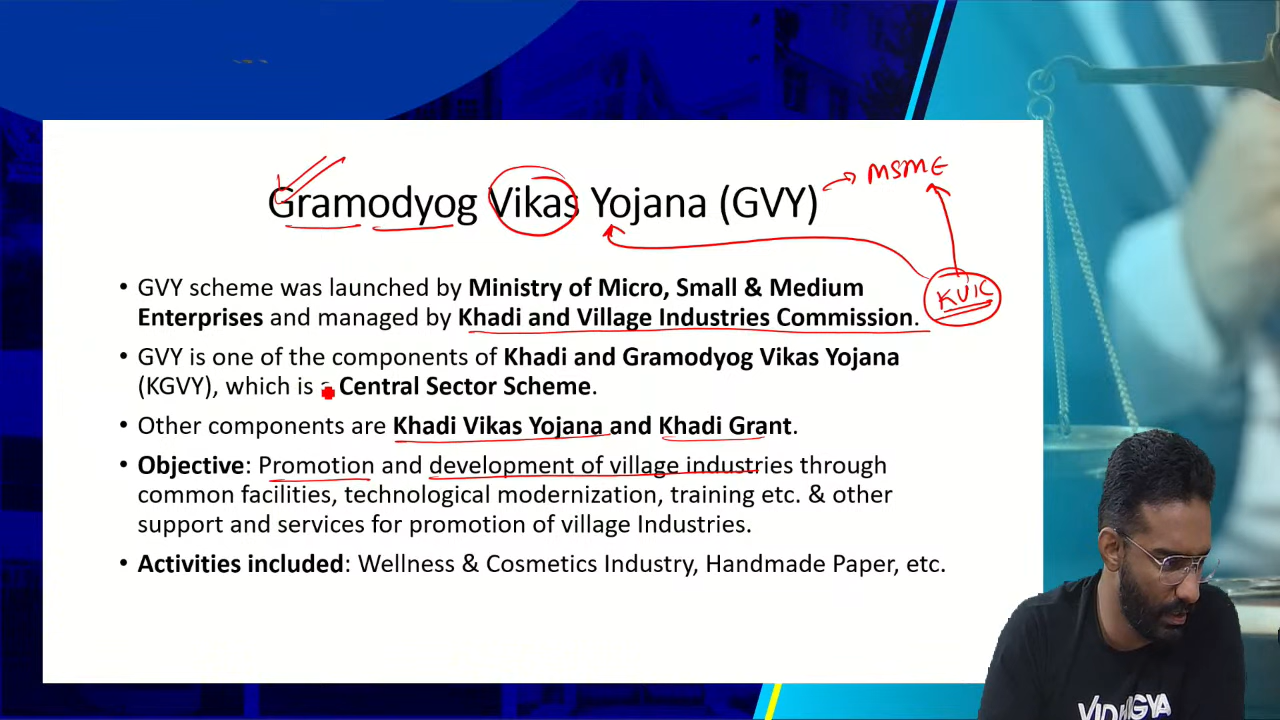 MSME
Gramodyog Vikas Yojana (GVY)
KVIC
• GVY scheme was launched by Ministry of Micro, Small & Medium
Enterprises and managed by Khadi and Village Industries Commission.
• GVY is one of the components of Khadi and Gramodyog Vikas Yojana
(KGVY), which is a Central Sector Scheme.
• Other components are Khadi Vikas Yojana and Khadi Grant.
• Objective: Promotion and development of village industries through
common facilities, technological modernization, training etc. & other
support and services for promotion of village Industries.
• Activities included: Wellness & Cosmetics Industry, Handmade Paper, etc.